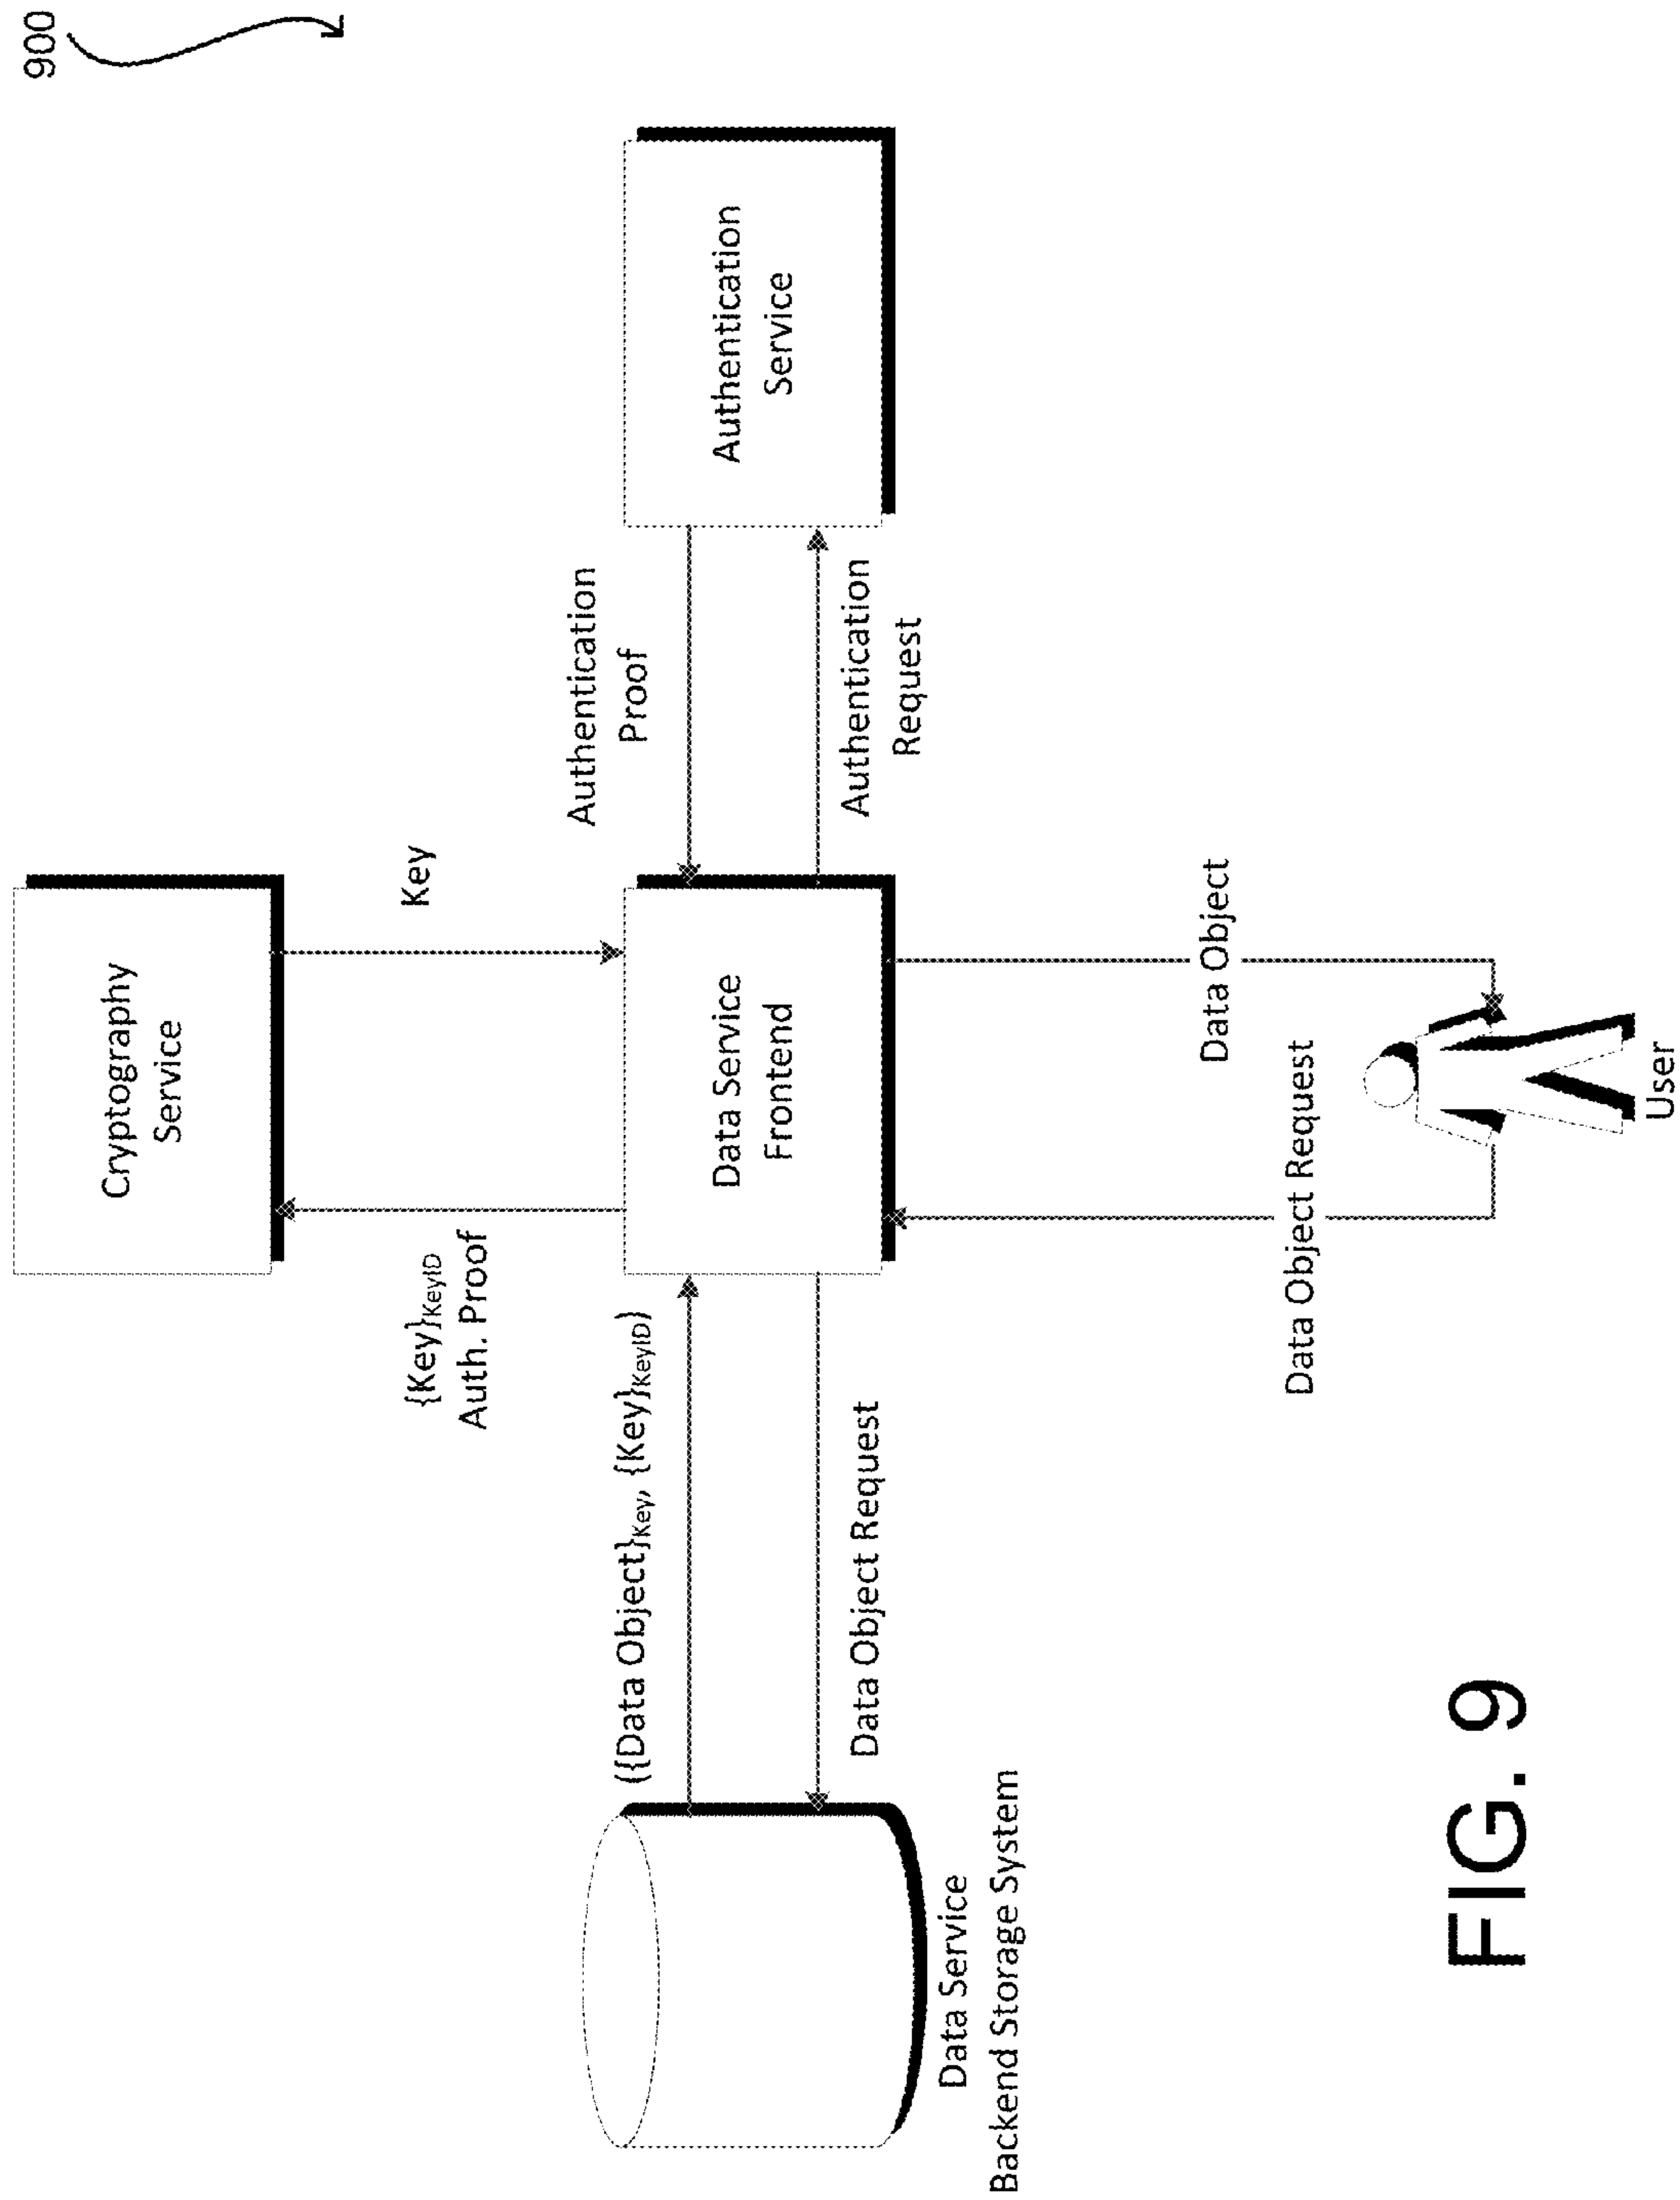 900
Cryptography
Service
{Key}KeyID
Auth. Proof
Key
({Data Object}Key, {Key}KeyID)
Authentication
Proof
Data Service
Frontend
Authentication
Service
Data Object Request
Authentication
Request
Data Service
Backend Storage System
Data Object
Data Object Request
User
FIG. 9